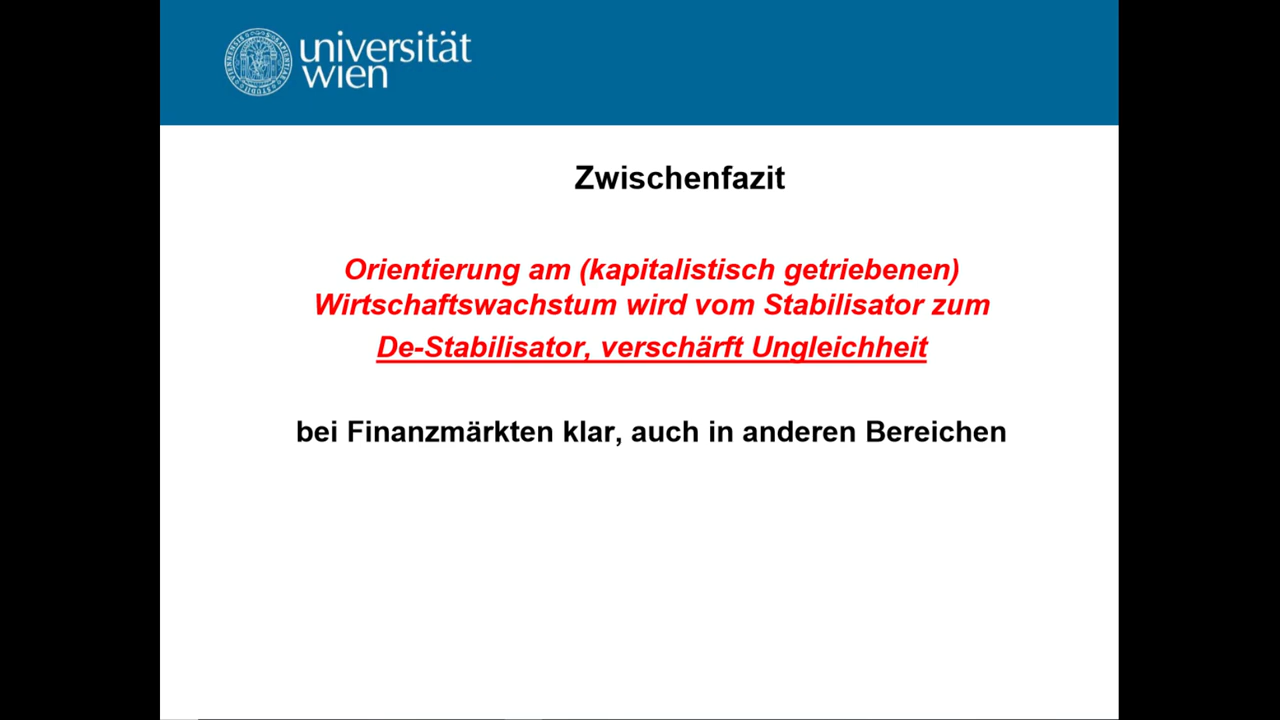 universität
wien
Zwischenfazit
Orientierung am (kapitalistisch getriebenen)
Wirtschaftswachstum wird vom Stabilisator zum
De-Stabilisator, verschärft Ungleichheit
bei Finanzmärkten klar, auch in anderen Bereichen